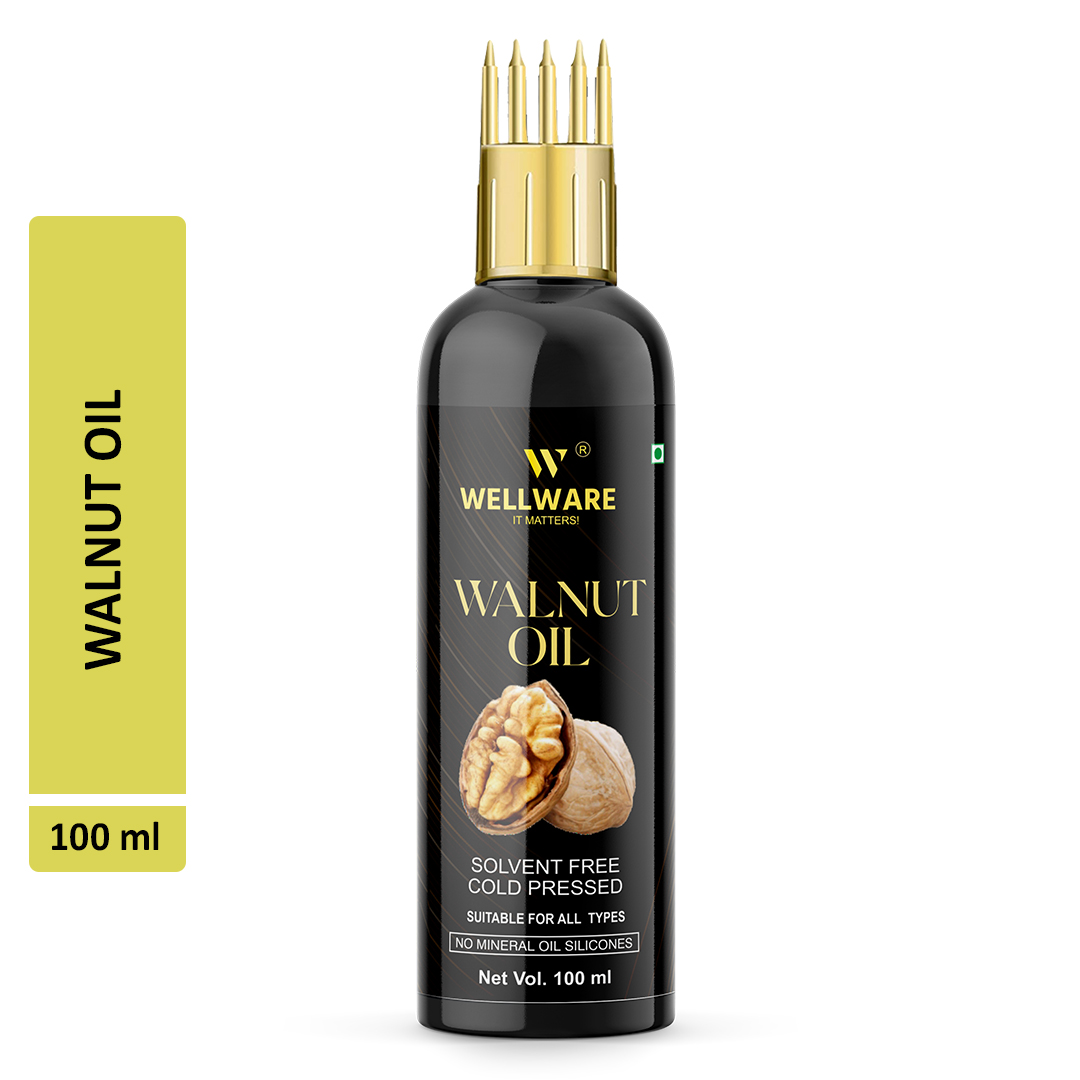 WALNUT OIL
100 ml
W ®
WELLWARE
IT MATTERS!
WALNUT
OIL
SOLVENT FREE
COLD PRESSED
SUITABLE FOR ALL TYPES
NO MINERAL OIL SILICONES
Net Vol. 100 ml